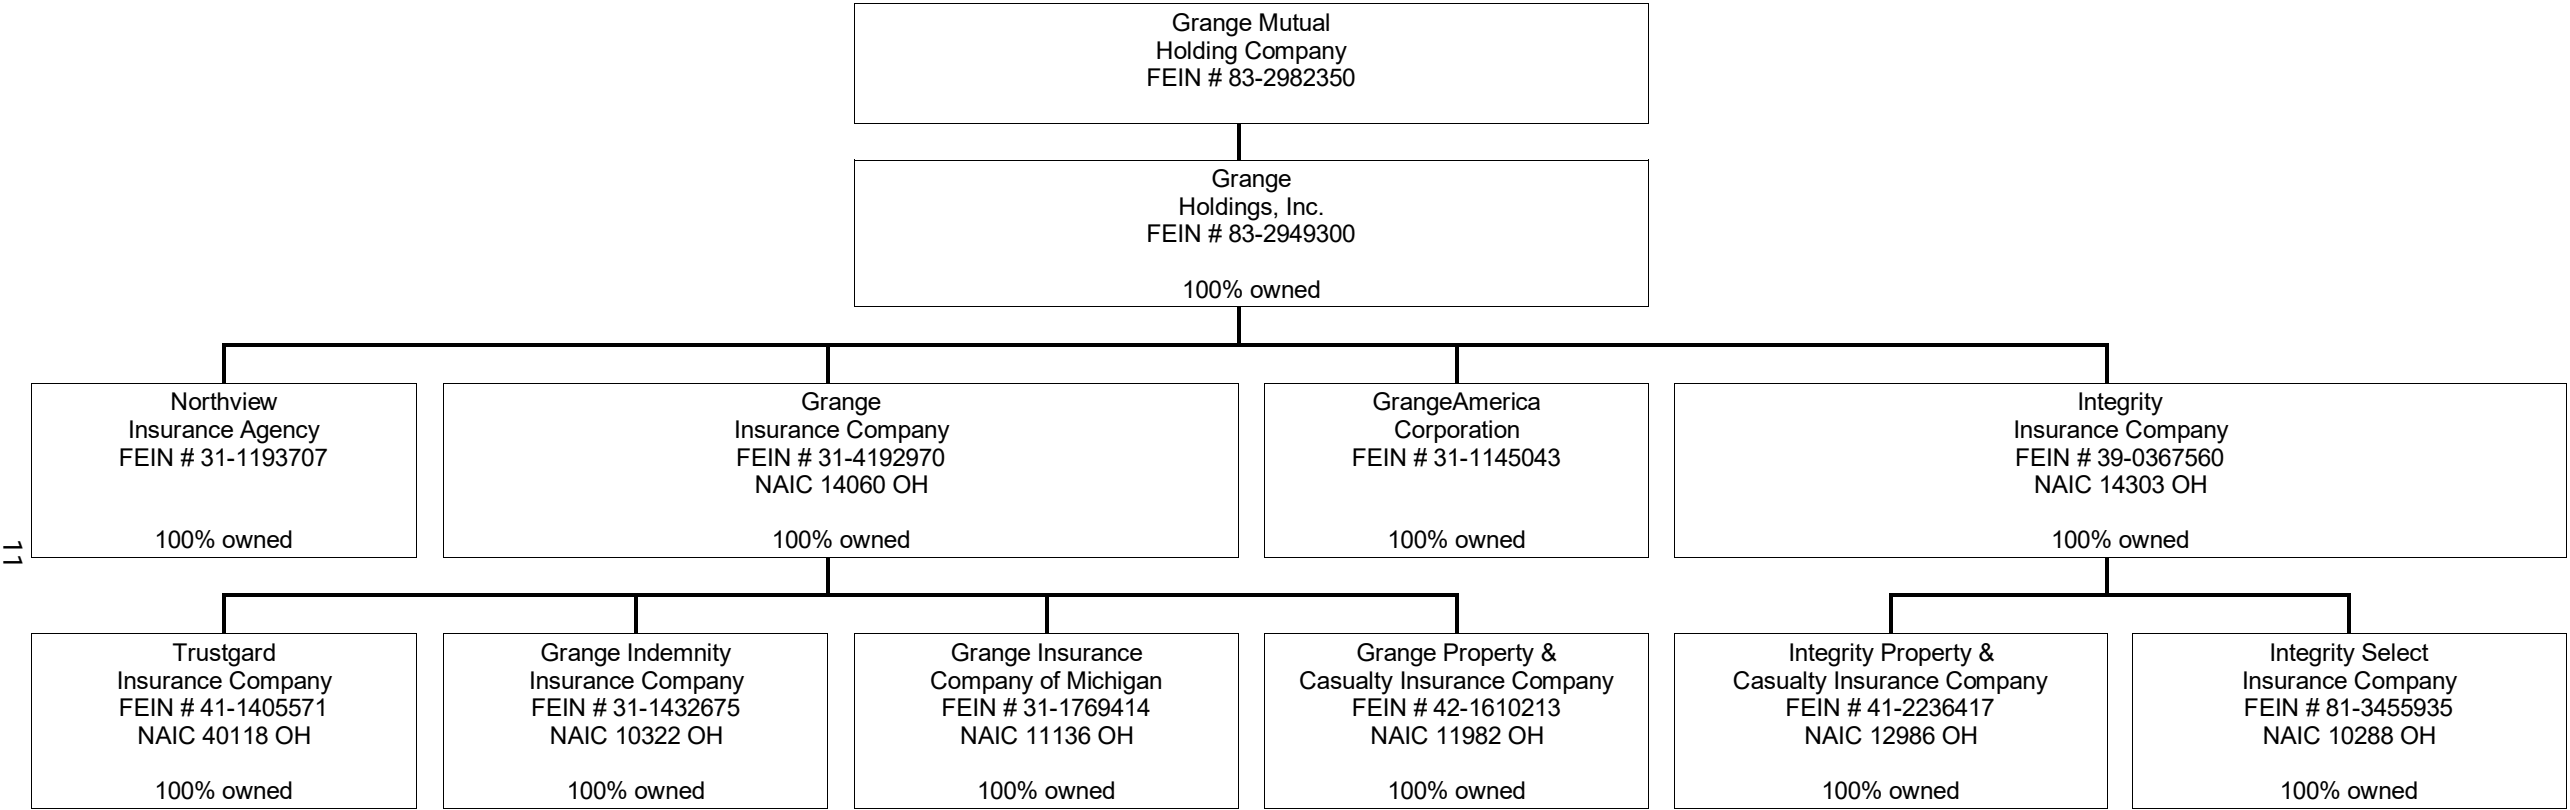 Grange Mutual
Holding Company
FEIN # 83-2982350
Grange
Holdings, Inc.
FEIN # 83-2949300
100% owned
Northview
Insurance Agency
FEIN # 31-1193707
100% owned
Grange
Insurance Company
FEIN # 31-4192970
NAIC 14060 OH
100% owned
GrangeAmerica
Corporation
FEIN # 31-1145043
100% owned
Integrity
Insurance Company
FEIN # 39-0367560
NAIC 14303 OH
100% owned
11
Trustgard
Insurance Company
FEIN # 41-1405571
NAIC 40118 OH
100% owned
Grange Indemnity
Insurance Company
FEIN # 31-1432675
NAIC 10322 OH
100% owned
Grange Insurance
Company of Michigan
FEIN # 31-1769414
NAIC 11136 OH
100% owned
Grange Property &
Casualty Insurance Company
FEIN # 42-1610213
NAIC 11982 OH
100% owned
Integrity Property &
Casualty Insurance Company
FEIN # 41-2236417
NAIC 12986 OH
100% owned
Integrity Select
Insurance Company
FEIN # 81-3455935
NAIC 10288 OH
100% owned